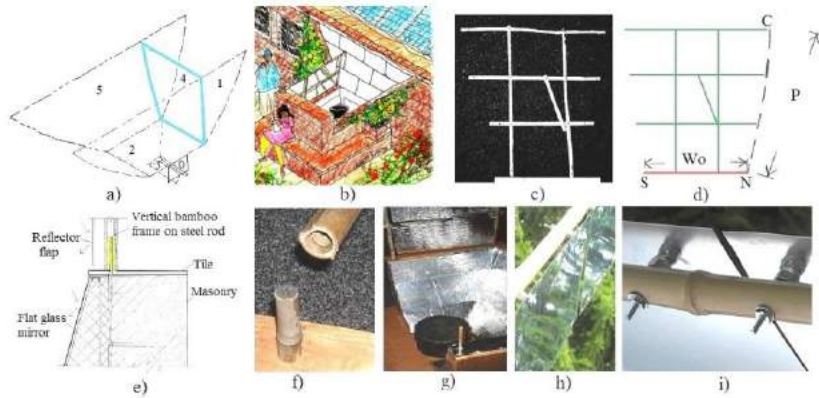 5
4
1
2
3
a)
b)
c)
C
P
Wo
S
N
d)
Reflector
flap
Vertical bamboo
frame on steel rod
Tile
Masonry
Flat glass
mirror
e)
f)
g)
h)
i)